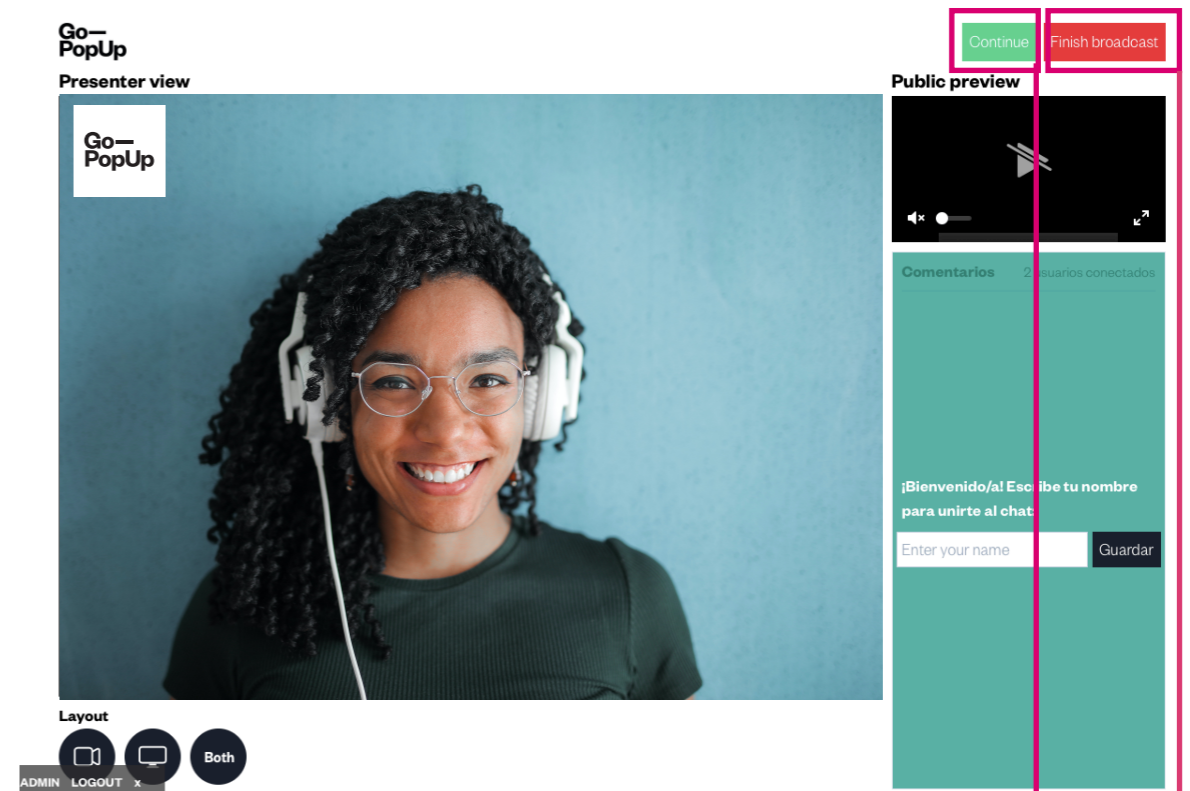 Go—
PopUp
Continue
Finish broadcast
Presenter view
Public preview
Go—
PopUp
Comentarios
2 usuarios conectados
¡Bienvenido/a! Escribe tu nombre
para unirte al chat:
Enter your name
Guardar
Layout
Both
ADMIN LOGOUT x